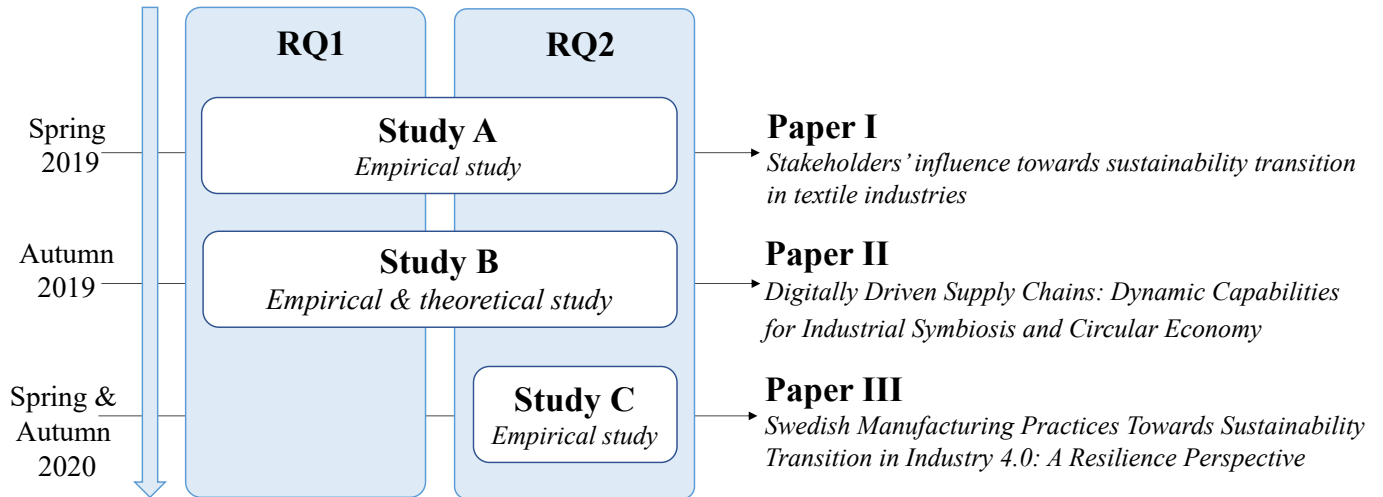 RQ1
RQ2
Spring
2019
Study A
Empirical study
Paper I
Stakeholders’ influence towards sustainability transition
in textile industries
Autumn
2019
Study B
Empirical & theoretical study
Paper II
Digitally Driven Supply Chains: Dynamic Capabilities
for Industrial Symbiosis and Circular Economy
Spring &
Autumn
2020
Study C
Empirical study
Paper III
Swedish Manufacturing Practices Towards Sustainability
Transition in Industry 4.0: A Resilience Perspective